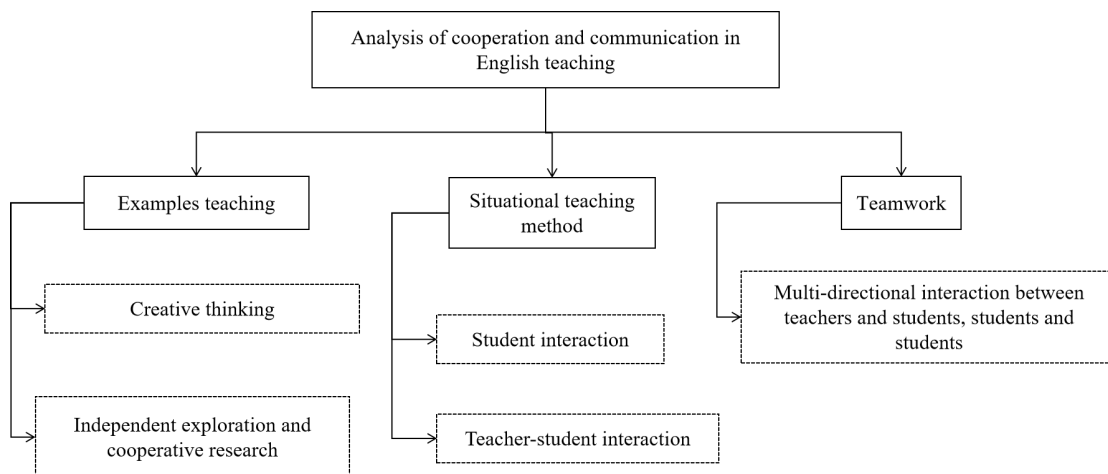 Analysis of cooperation and communication in
English teaching
Examples teaching
Situational teaching
method
Teamwork
Creative thinking
Independent exploration and
cooperative research
Student interaction
Teacher-student interaction
Multi-directional interaction between
teachers and students, students and
students